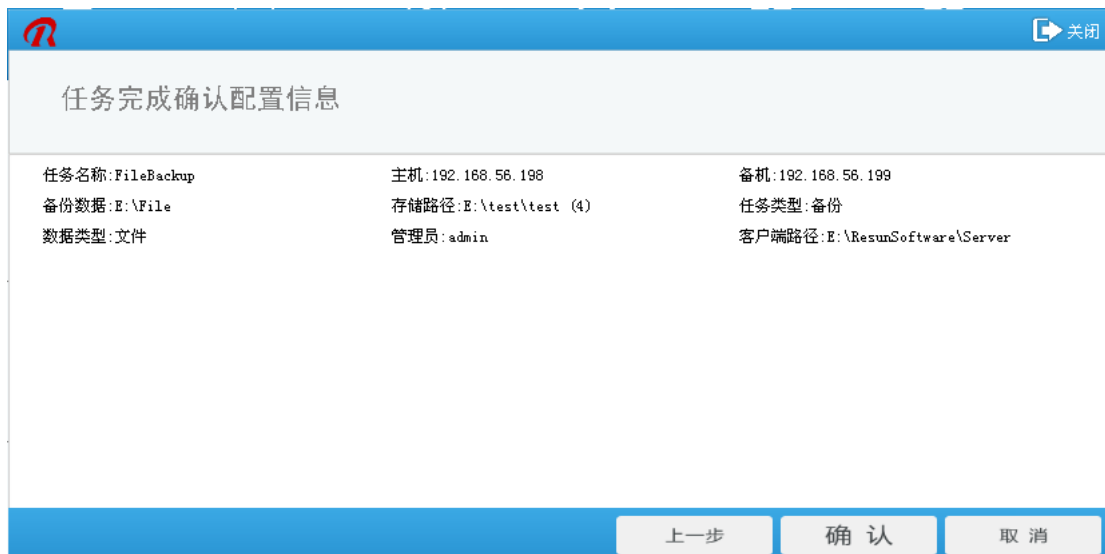 关闭
任务完成确认配置信息
任务名称:FileBackup 主机:192.168.56.198 备机:192.168.56.199
备份数据:E:\File 存储路径:E:\test\test (4) 任务类型:备份
数据类型:文件 管理员:admin 客户端路径:E:\ResunSoftware\Server
上一步 确 认 取 消